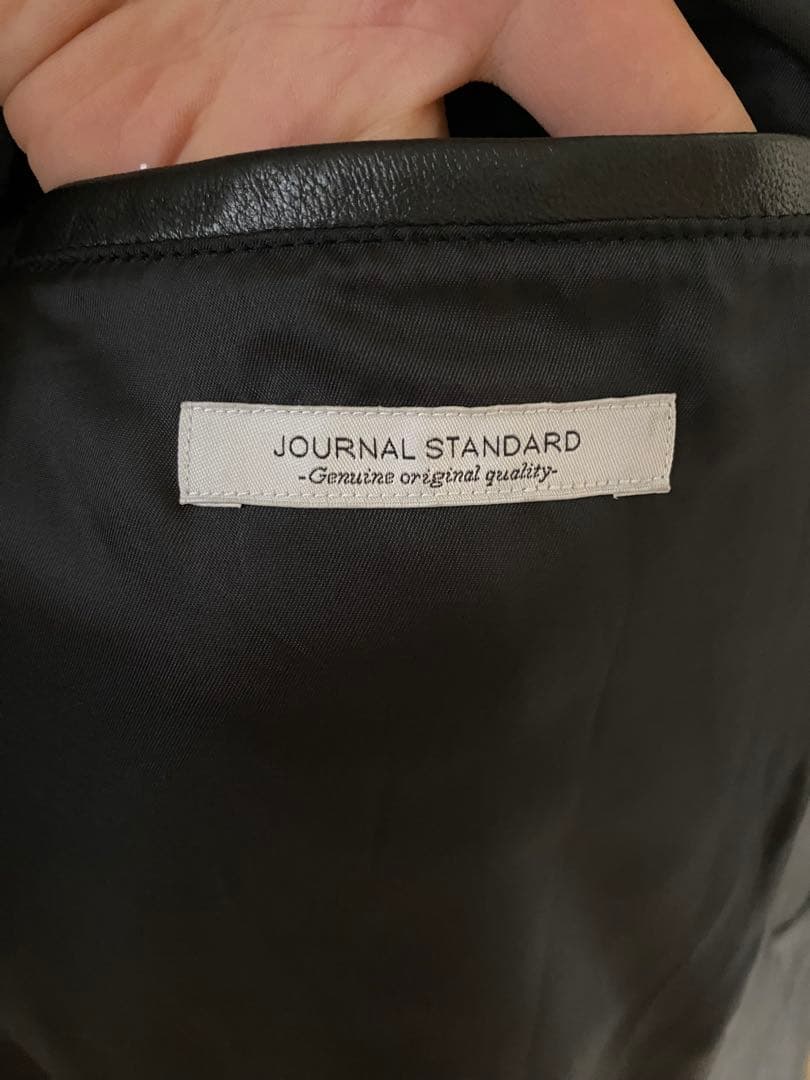 JOURNAL STANDARD
-Genuine original quality-